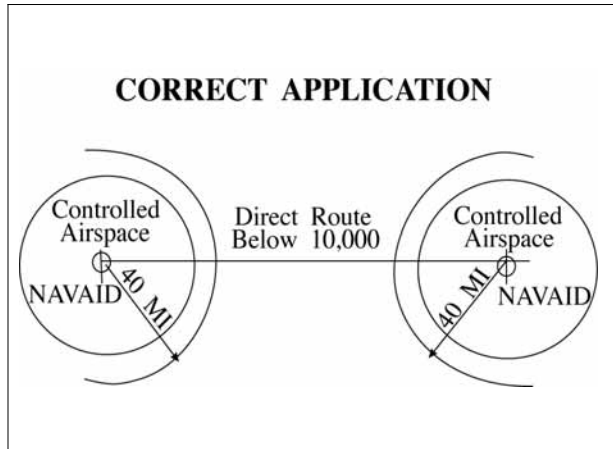 CORRECT APPLICATION
Controlled
Airspace
NAVAID
40 MI
Direct Route
Below 10,000
Controlled
Airspace
NAVAID
40 MI